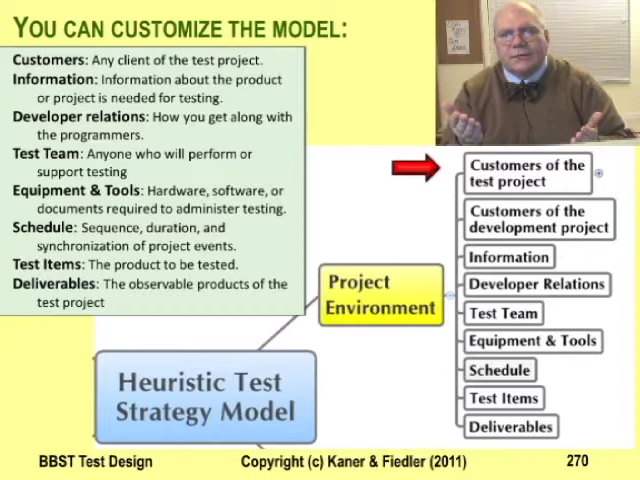 YOU CAN CUSTOMIZE THE MODEL:
Customers: Any client of the test project.
Information: Information about the product
or project is needed for testing.
Developer relations: How you get along with
the programmers.
Test Team: Anyone who will perform or
support testing
Equipment & Tools: Hardware, software, or
documents required to administer testing.
Schedule: Sequence, duration, and
synchronization of project events.
Test Items: The product to be tested.
Deliverables: The observable products of the
test project
Customers of the
test project
Customers of the
development project
Information
Developer Relations
Test Team
Equipment & Tools
Schedule
Test Items
Deliverables
Project
Environment
Heuristic Test
Strategy Model
BBST Test Design
Copyright (c) Kaner & Fiedler (2011)
270